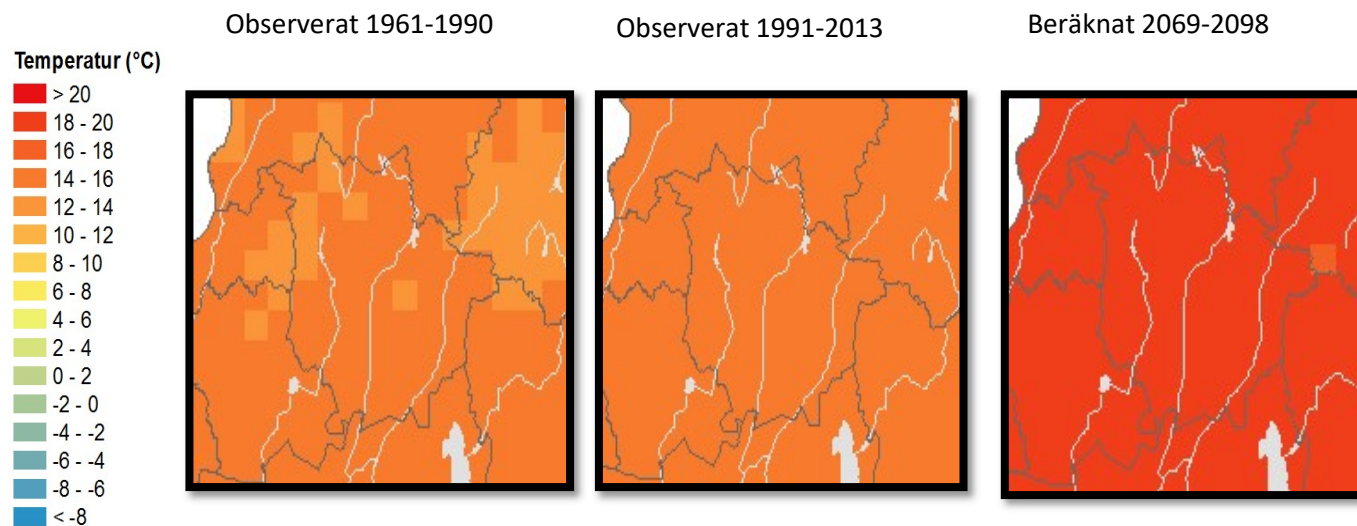 Observerat 1961-1990
Observerat 1991-2013
Beräknat 2069-2098
Temperatur (°C)
> 20
18 - 20
16 - 18
14 - 16
12 - 14
10 - 12
8 - 10
6 - 8
4 - 6
2 - 4
0 - 2
-2 - 0
-4 - -2
-6 - -4
-8 - -6
< -8